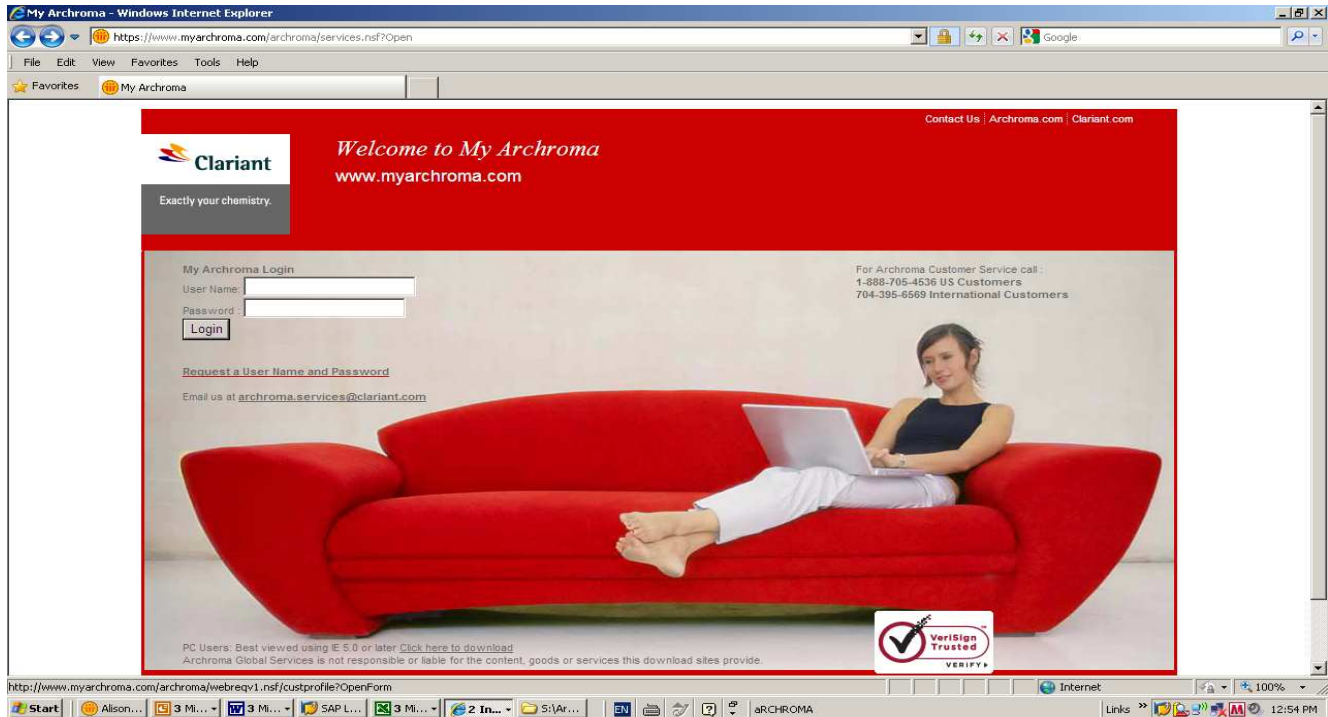 My Archroma - Windows Internet Explorer
https://www.myarchroma.com/archroma/services.nsf?Open
Google
File Edit View Favorites Tools Help
Favorites My Archroma
Contact Us Archroma.com Clariant.com
Clariant
Exactly your chemistry.
Welcome to My Archroma
www.myarchroma.com
My Archroma Login
User Name:
Password :
Login
Request a User Name and Password
Email us at archroma.services@clariant.com
For Archroma Customer Service call :
1-888-705-4536 US Customers
704-395-6569 International Customers
PC Users: Best viewed using IE 5.0 or later Click here to download
Archroma Global Services is not responsible or liable for the content, goods or services this download sites provide.
VeriSign
Trusted
VERIFY
http://www.myarchroma.com/archroma/webreqv1.nsf/custprofile?OpenForm
Internet
100%
Start
Alison...
3 Mi...
3 Mi...
SAP L...
3 Mi...
2 In...
S:\Ar...
EN
aRCHROMA
Links
12:54 PM